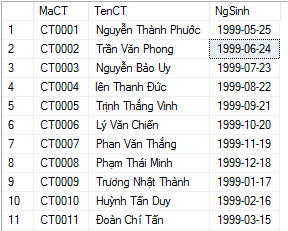 MaCT TenCT NgSinh
1 CT0001 Nguyễn Thành Phước 1999-05-25
2 CT0002 Trần Văn Phong 1999-06-24
3 CT0003 Nguyễn Bảo Uy 1999-07-23
4 CT0004 lên Thanh Đức 1999-08-22
5 CT0005 Trịnh Thắng Vinh 1999-09-21
6 CT0006 Lý Văn Chiến 1999-10-20
7 CT0007 Phan Văn Thắng 1999-11-19
8 CT0008 Phạm Thái Minh 1999-12-18
9 CT0009 Trương Nhật Thành 1999-01-17
10 CT0010 Huỳnh Tấn Duy 1999-02-16
11 CT0011 Đoàn Chí Tấn 1999-03-15